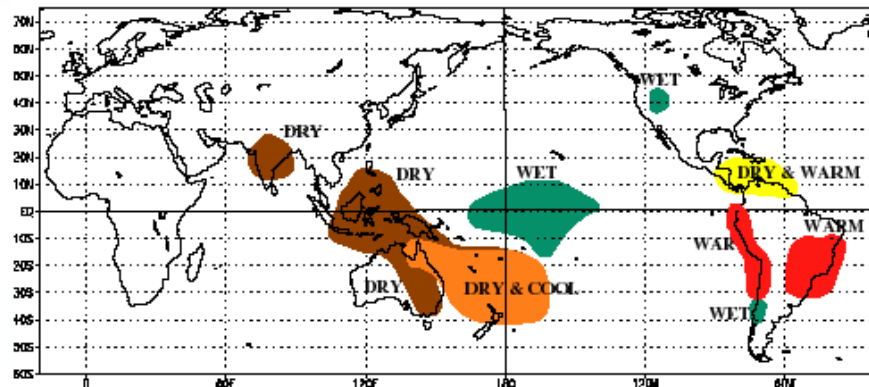 70N
60N
50N
WET
40N
30N
DRY
20N
DRY
WET
DRY & WARM
10N
EQ
WARM
10S
WAR
20S
DRY
DRY & COOL
30S
WET
40S
50S
60S
0
60E
120E
180
120W
60W